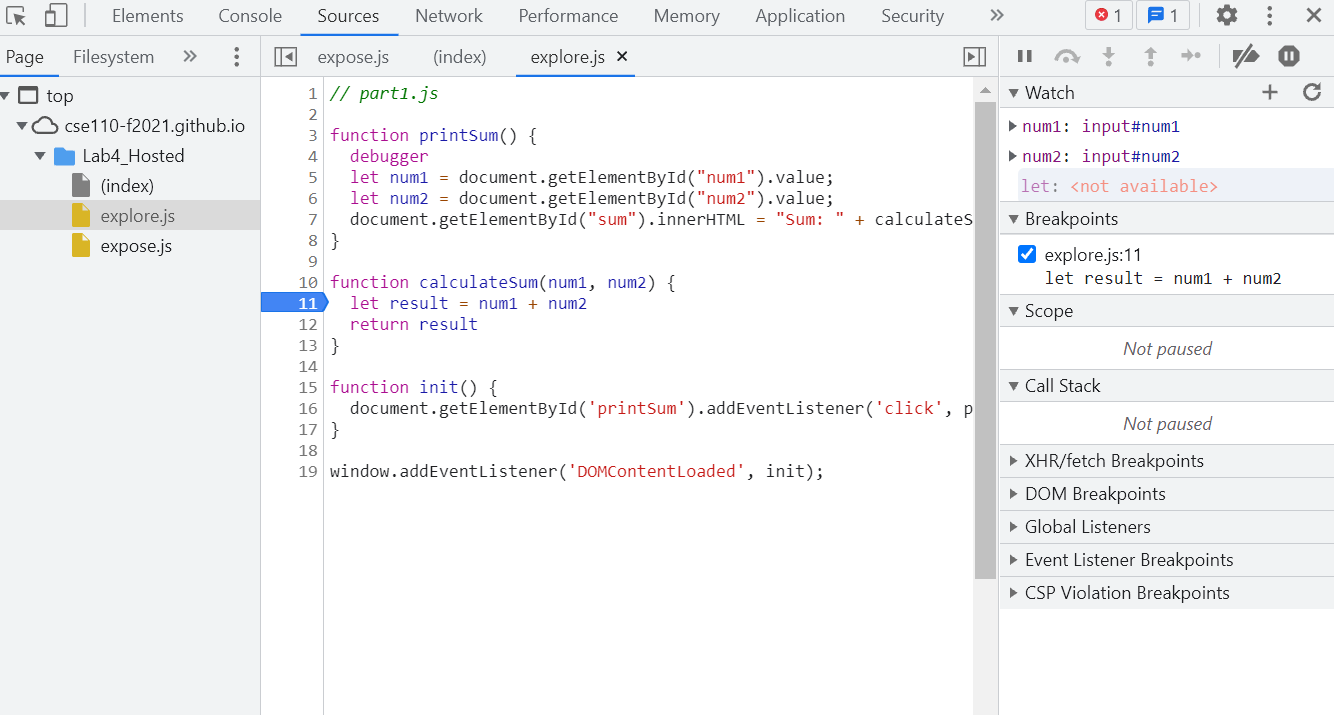 Elements Console Sources Network Performance Memory Application Security » 1 1
Page Filesystem »
expose.js (index) explore.js ×
top
cse110-f2021.github.io
Lab4_Hosted
(index)
explore.js
expose.js
1 // part1.js
2
3 function printSum() {
4   debugger
5   let num1 = document.getElementById("num1").value;
6   let num2 = document.getElementById("num2").value;
7   document.getElementById("sum").innerHTML = "Sum: " + calculateS
8 }
9
10 function calculateSum(num1, num2) {
11   let result = num1 + num2
12   return result
13 }
14
15 function init() {
16   document.getElementById('printSum').addEventListener('click', p
17 }
18
19 window.addEventListener('DOMContentLoaded', init);
Watch
num1: input#num1
num2: input#num2
let: <not available>
Breakpoints
explore.js:11
let result = num1 + num2
Scope
Not paused
Call Stack
Not paused
XHR/fetch Breakpoints
DOM Breakpoints
Global Listeners
Event Listener Breakpoints
CSP Violation Breakpoints